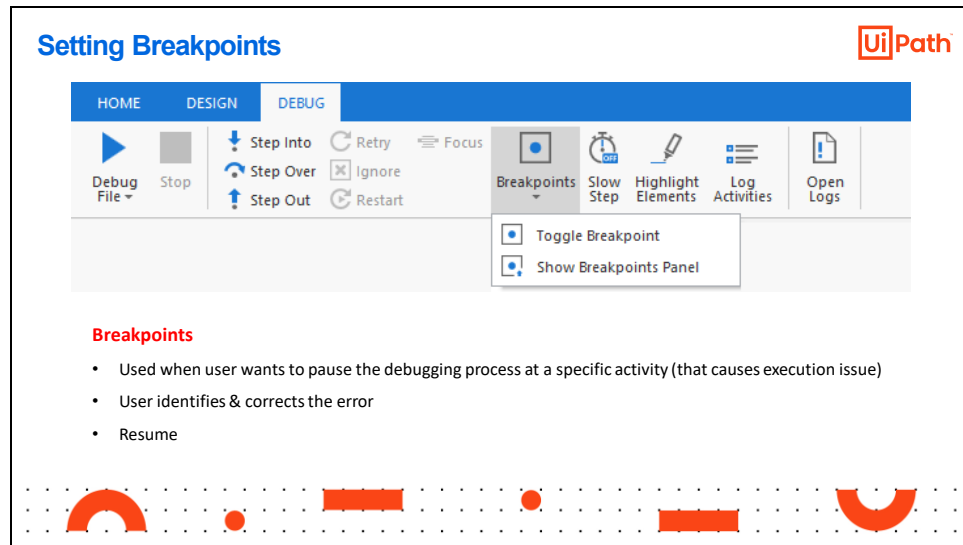 Setting Breakpoints
UiPath
HOME DESIGN DEBUG
Debug File
Stop
Step Into
Step Over
Step Out
Retry
Ignore
Restart
Focus
Breakpoints
Slow Step
OFF
Highlight Elements
Log Activities
Open Logs
Toggle Breakpoint
Show Breakpoints Panel
Breakpoints
• Used when user wants to pause the debugging process at a specific activity (that causes execution issue)
• User identifies & corrects the error
• Resume